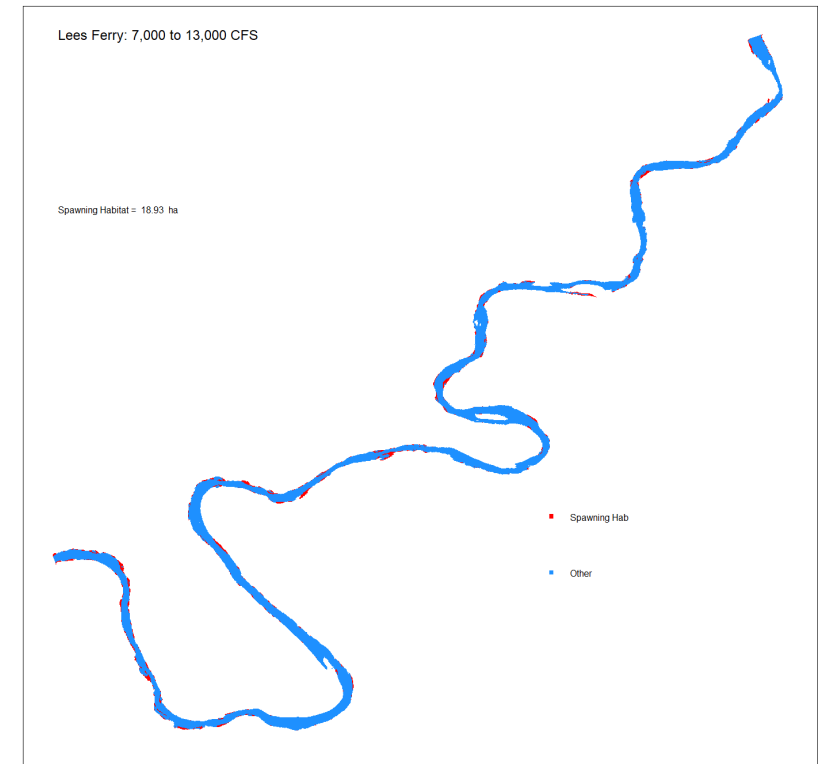 Lees Ferry: 7,000 to 13,000 CFS
Spawning Habitat = 18.93 ha
Spawning Hab
Other